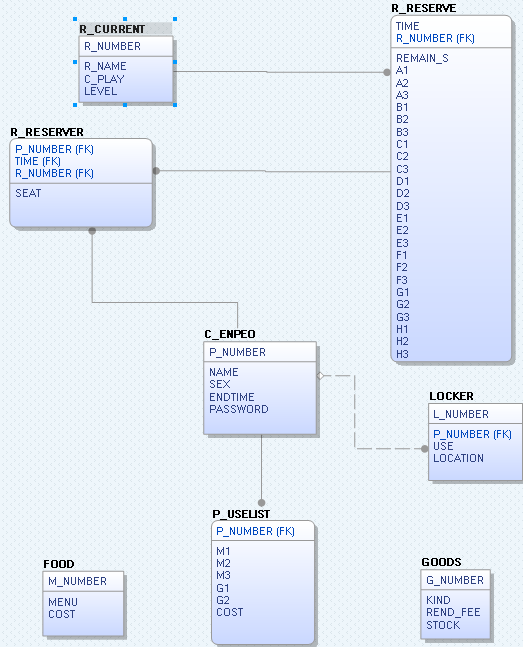 R_CURRENT
R_NUMBER
R_NAME
C_PLAY
LEVEL
R_RESERVE
TIME
R_NUMBER (FK)
REMAIN_S
A1
A2
A3
B1
B2
B3
C1
C2
C3
D1
D2
D3
E1
E2
E3
F1
F2
F3
G1
G2
G3
H1
H2
H3
R_RESERVER
P_NUMBER (FK)
TIME (FK)
R_NUMBER (FK)
SEAT
C_ENPEO
P_NUMBER
NAME
SEX
ENDTIME
PASSWORD
LOCKER
L_NUMBER
P_NUMBER (FK)
USE
LOCATION
P_USELIST
P_NUMBER (FK)
M1
M2
M3
G1
G2
COST
FOOD
M_NUMBER
MENU
COST
GOODS
G_NUMBER
KIND
REND_FEE
STOCK